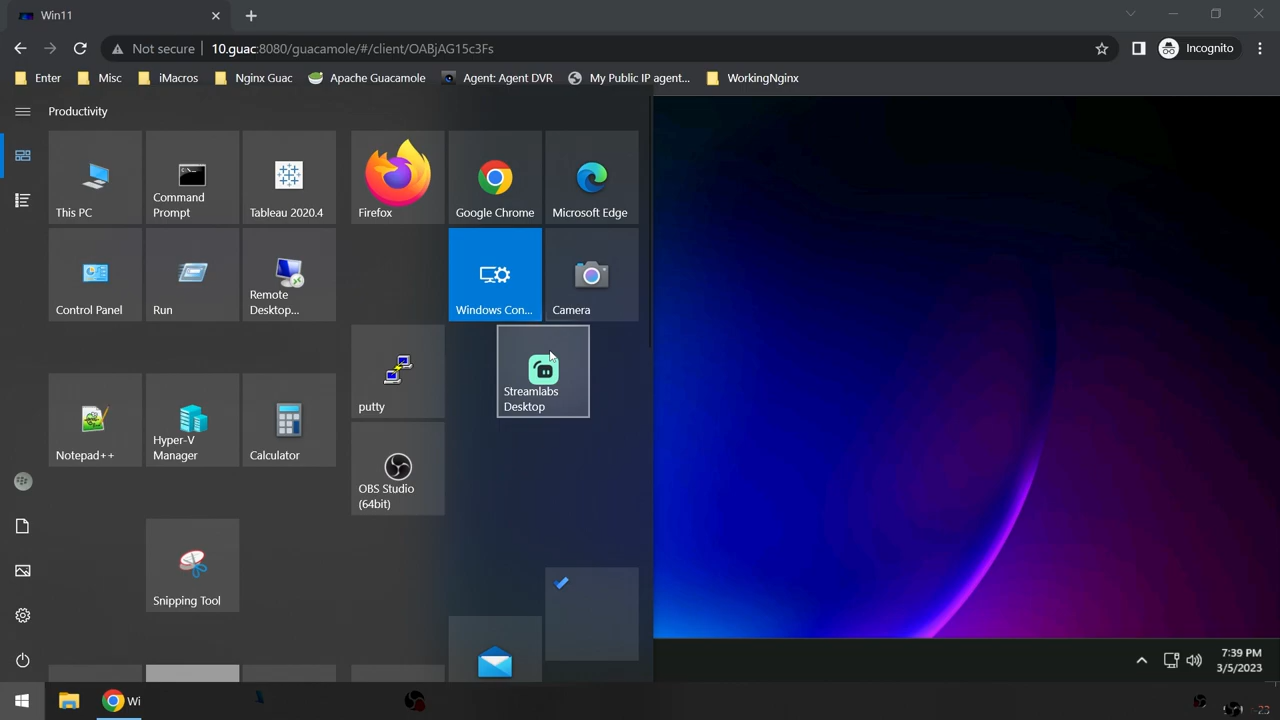 Win11
Not secure
10.guac:8080/guacamole/#/client/OABjAG15c3Fs
Incognito
Enter
Misc
iMacros
Nginx Guac
Apache Guacamole
Agent: Agent DVR
My Public IP agent...
WorkingNginx
Productivity
This PC
Command
Prompt
Tableau 2020.4
Firefox
Google Chrome
Microsoft Edge
Control Panel
Run
Remote
Desktop...
Windows Con...
Camera
putty
Streamlabs
Desktop
Notepad++
Hyper-V
Manager
Calculator
OBS Studio
(64bit)
Snipping Tool
7:39 PM
3/5/2023
Wi